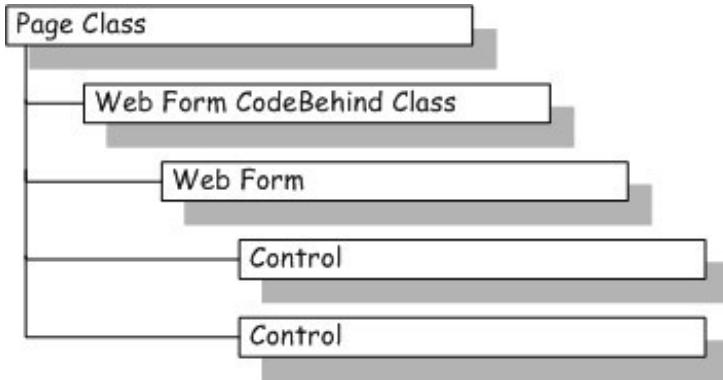 Page Class
Web Form CodeBehind Class
Web Form
Control
Control